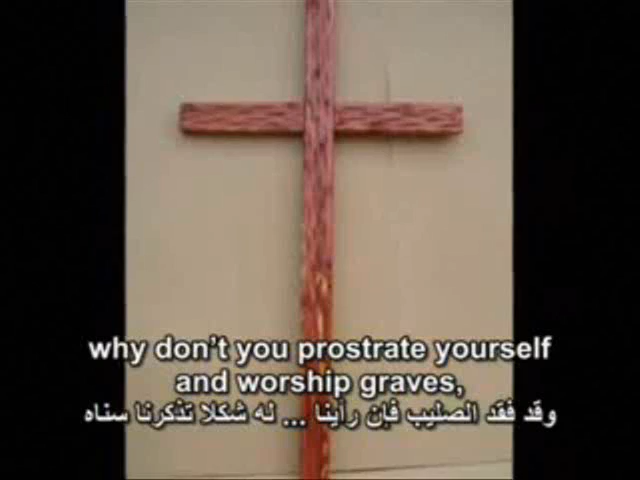 why don't you prostrate yourself
and worship graves,
وقد فقد الصليب فإن رأينا ... له شكلا تذكرنا سناه